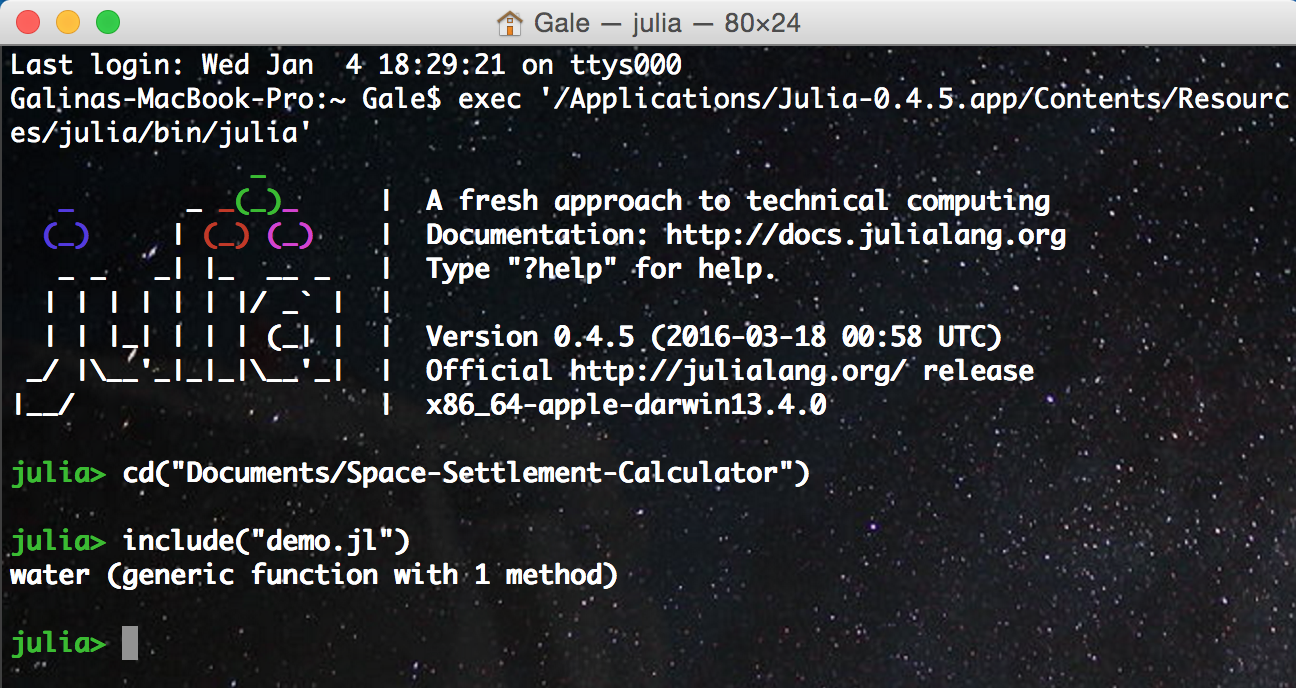 Gale — julia — 80×24
Last login: Wed Jan  4 18:29:21 on ttys000
Galinas-MacBook-Pro:~ Gale$ exec '/Applications/Julia-0.4.5.app/Contents/Resourc
es/julia/bin/julia'
               _
   _       _ _(_)_     |  A fresh approach to technical computing
  (_)     | (_) (_)    |  Documentation: http://docs.julialang.org
   _ _   _| |_  __ _   |  Type "?help" for help.
  | | | | | | |/ _` |  |
  | | |_| | | | (_| |  |  Version 0.4.5 (2016-03-18 00:58 UTC)
 _/ |\__'_|_|_|\__'_|  |  Official http://julialang.org/ release
|__/                   |  x86_64-apple-darwin13.4.0
julia> cd("Documents/Space-Settlement-Calculator")
julia> include("demo.jl")
water (generic function with 1 method)
julia>